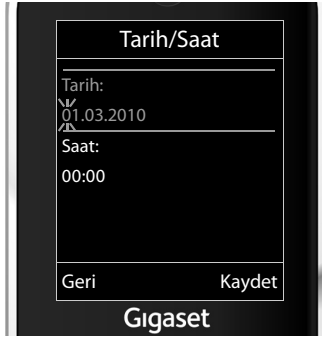 Tarih/Saat
Tarih:
01.03.2010
Saat:
00:00
Geri Kaydet
Gigaset